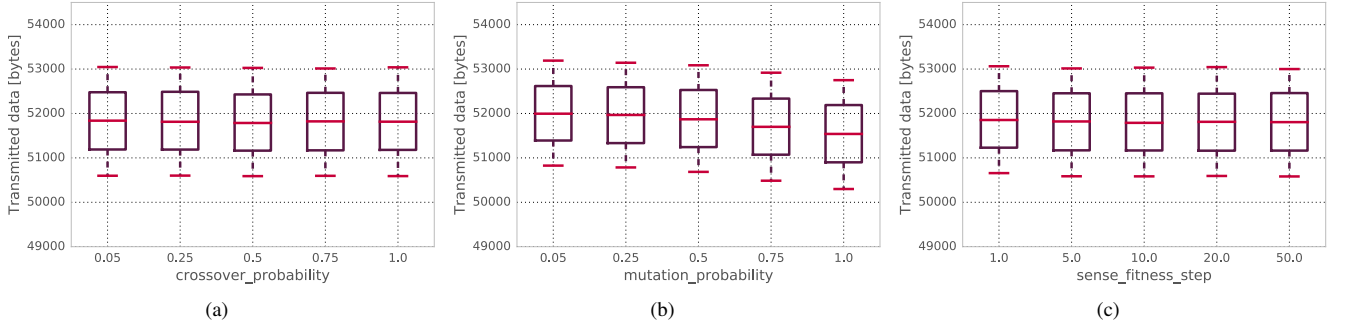 Transmitted data [bytes]
54000
53000
52000
51000
50000
49000
0.05 0.25 0.5 0.75 1.0
crossover_probability
(a)
Transmitted data [bytes]
54000
53000
52000
51000
50000
49000
0.05 0.25 0.5 0.75 1.0
mutation_probability
(b)
Transmitted data [bytes]
54000
53000
52000
51000
50000
49000
1.0 5.0 10.0 20.0 50.0
sense_fitness_step
(c)